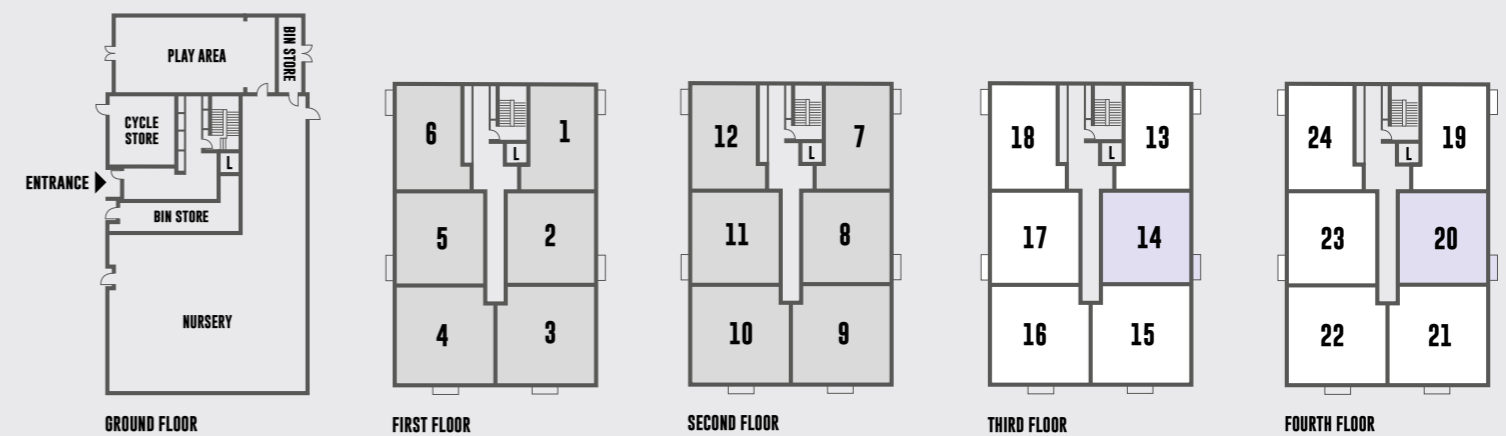 PLAY AREA
BIN STORE
CYCLE
STORE
L
ENTRANCE
BIN STORE
NURSERY
GROUND FLOOR
6
1
L
5
2
4
3
FIRST FLOOR
12
7
L
11
8
10
9
SECOND FLOOR
18
13
L
17
14
16
15
THIRD FLOOR
24
19
L
23
20
22
21
FOURTH FLOOR